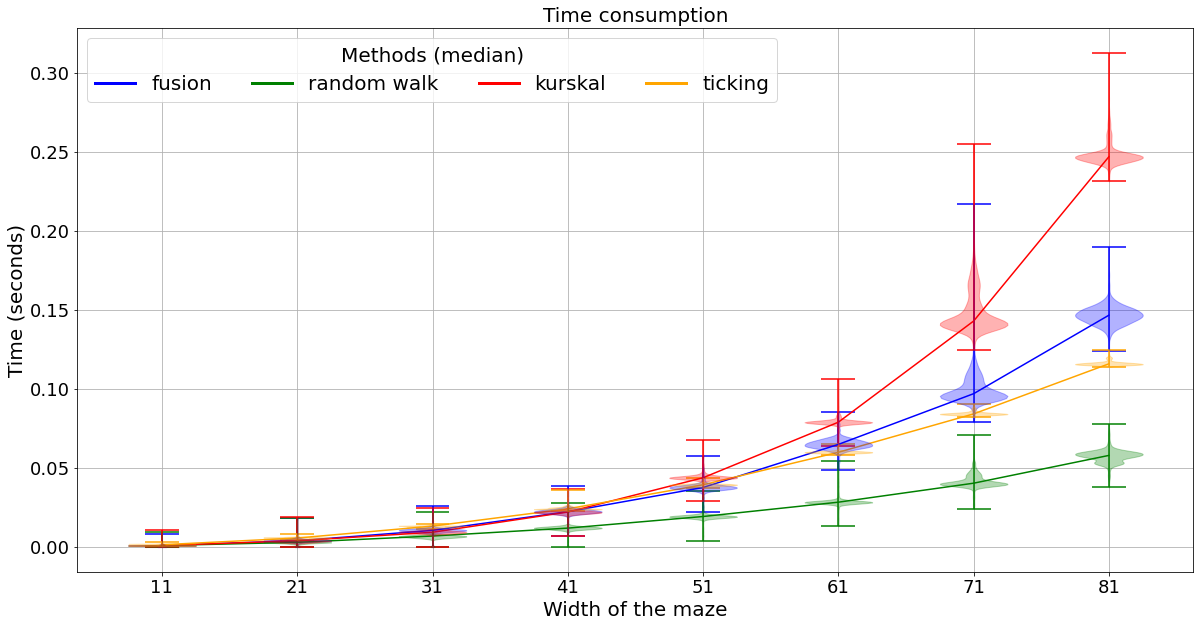 Time consumption
Methods (median)
fusion random walk kurskal ticking
Time (seconds)
0.30
0.25
0.20
0.15
0.10
0.05
0.00
11 21 31 41 51 61 71 81
Width of the maze